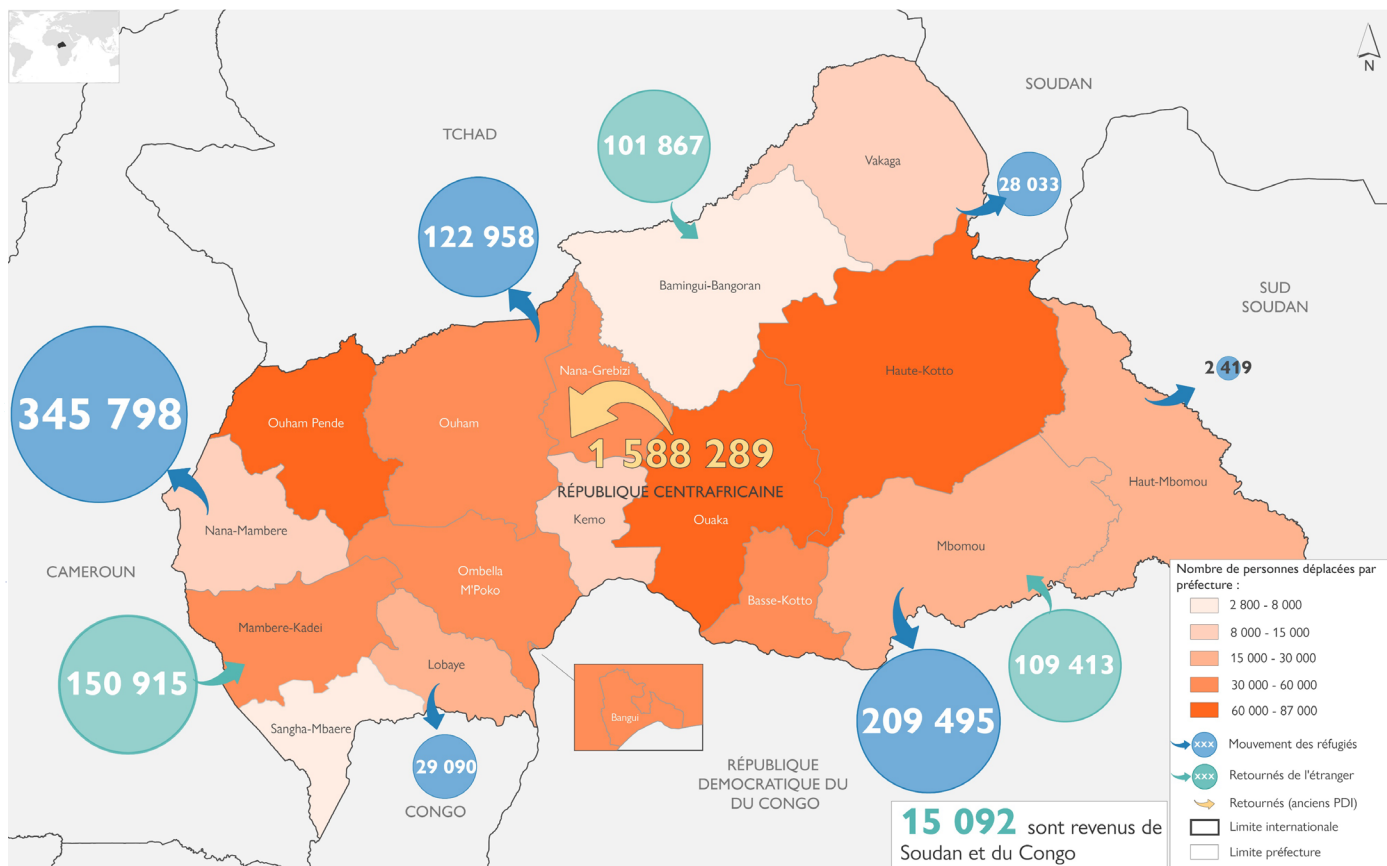 N
SOUDAN
TCHAD
101 867
Vakaga
28 033
122 958
Bamingui-Bangoran
SUD
SOUDAN
345 798
Nana-Grebizi
Haute-Kotto
2 419
Ouham Pende
Ouham
1 588 289
RÉPUBLIQUE CENTRAFRICAINE
Haut-Mbomou
Nana-Mambere
Kemo
Ouaka
Mbomou
CAMEROUN
Ombella
M'Poko
Basse-Kotto
Mambere-Kadei
Lobaye
150 915
109 413
Sangha-Mbaere
Bangui
209 495
29 090
CONGO
RÉPUBLIQUE
DEMOCRATIQUE DU
DU CONGO
15 092 sont revenus de
Soudan et du Congo
Nombre de personnes déplacées par
préfecture :
2 800 - 8 000
8 000 - 15 000
15 000 - 30 000
30 000 - 60 000
60 000 - 87 000
xxx Mouvement des réfugiés
xxx Retournés de l'étranger
Retournés (anciens PDI)
Limite internationale
Limite préfecture